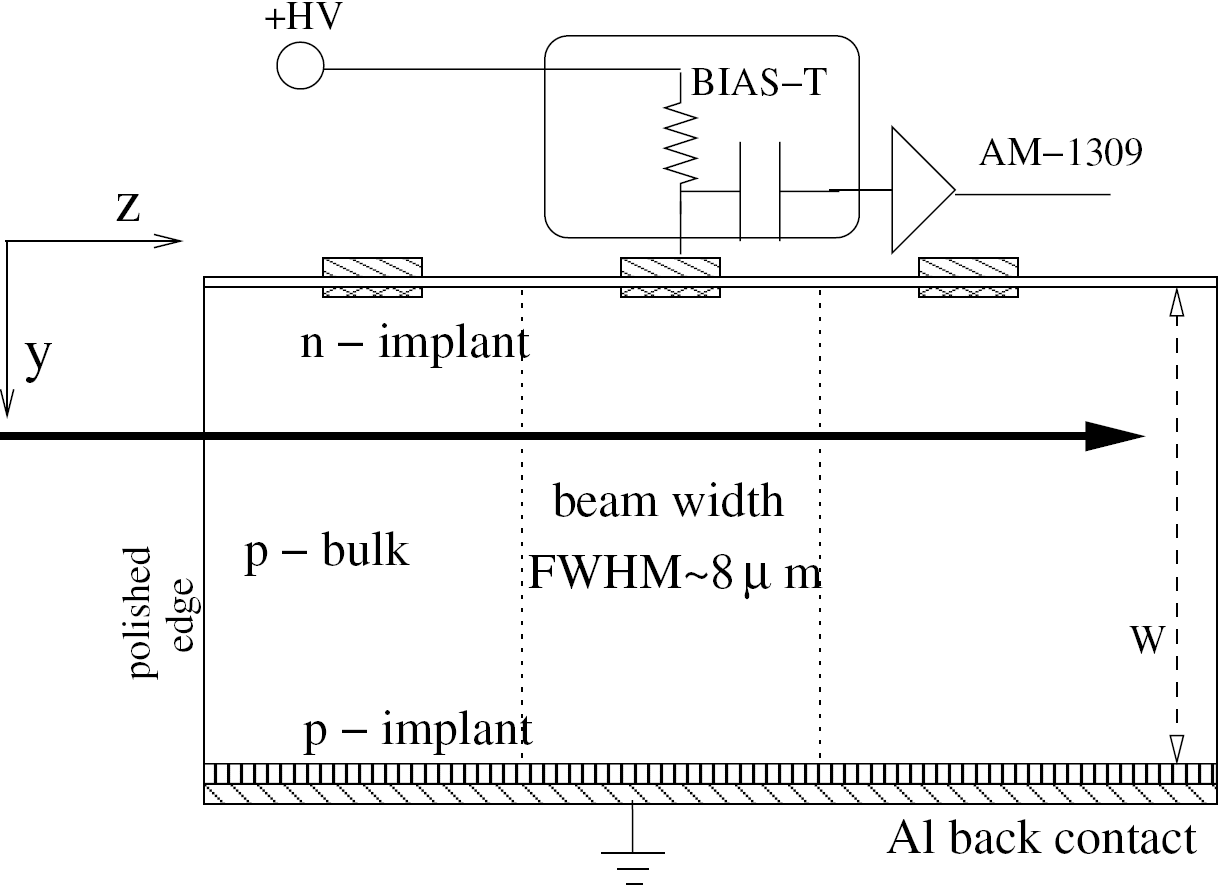 +HV
BIAS−T
AM−1309
z
y
n − implant
beam width
FWHM~8 μ m
p − bulk
polished
edge
W
p − implant
Al back contact